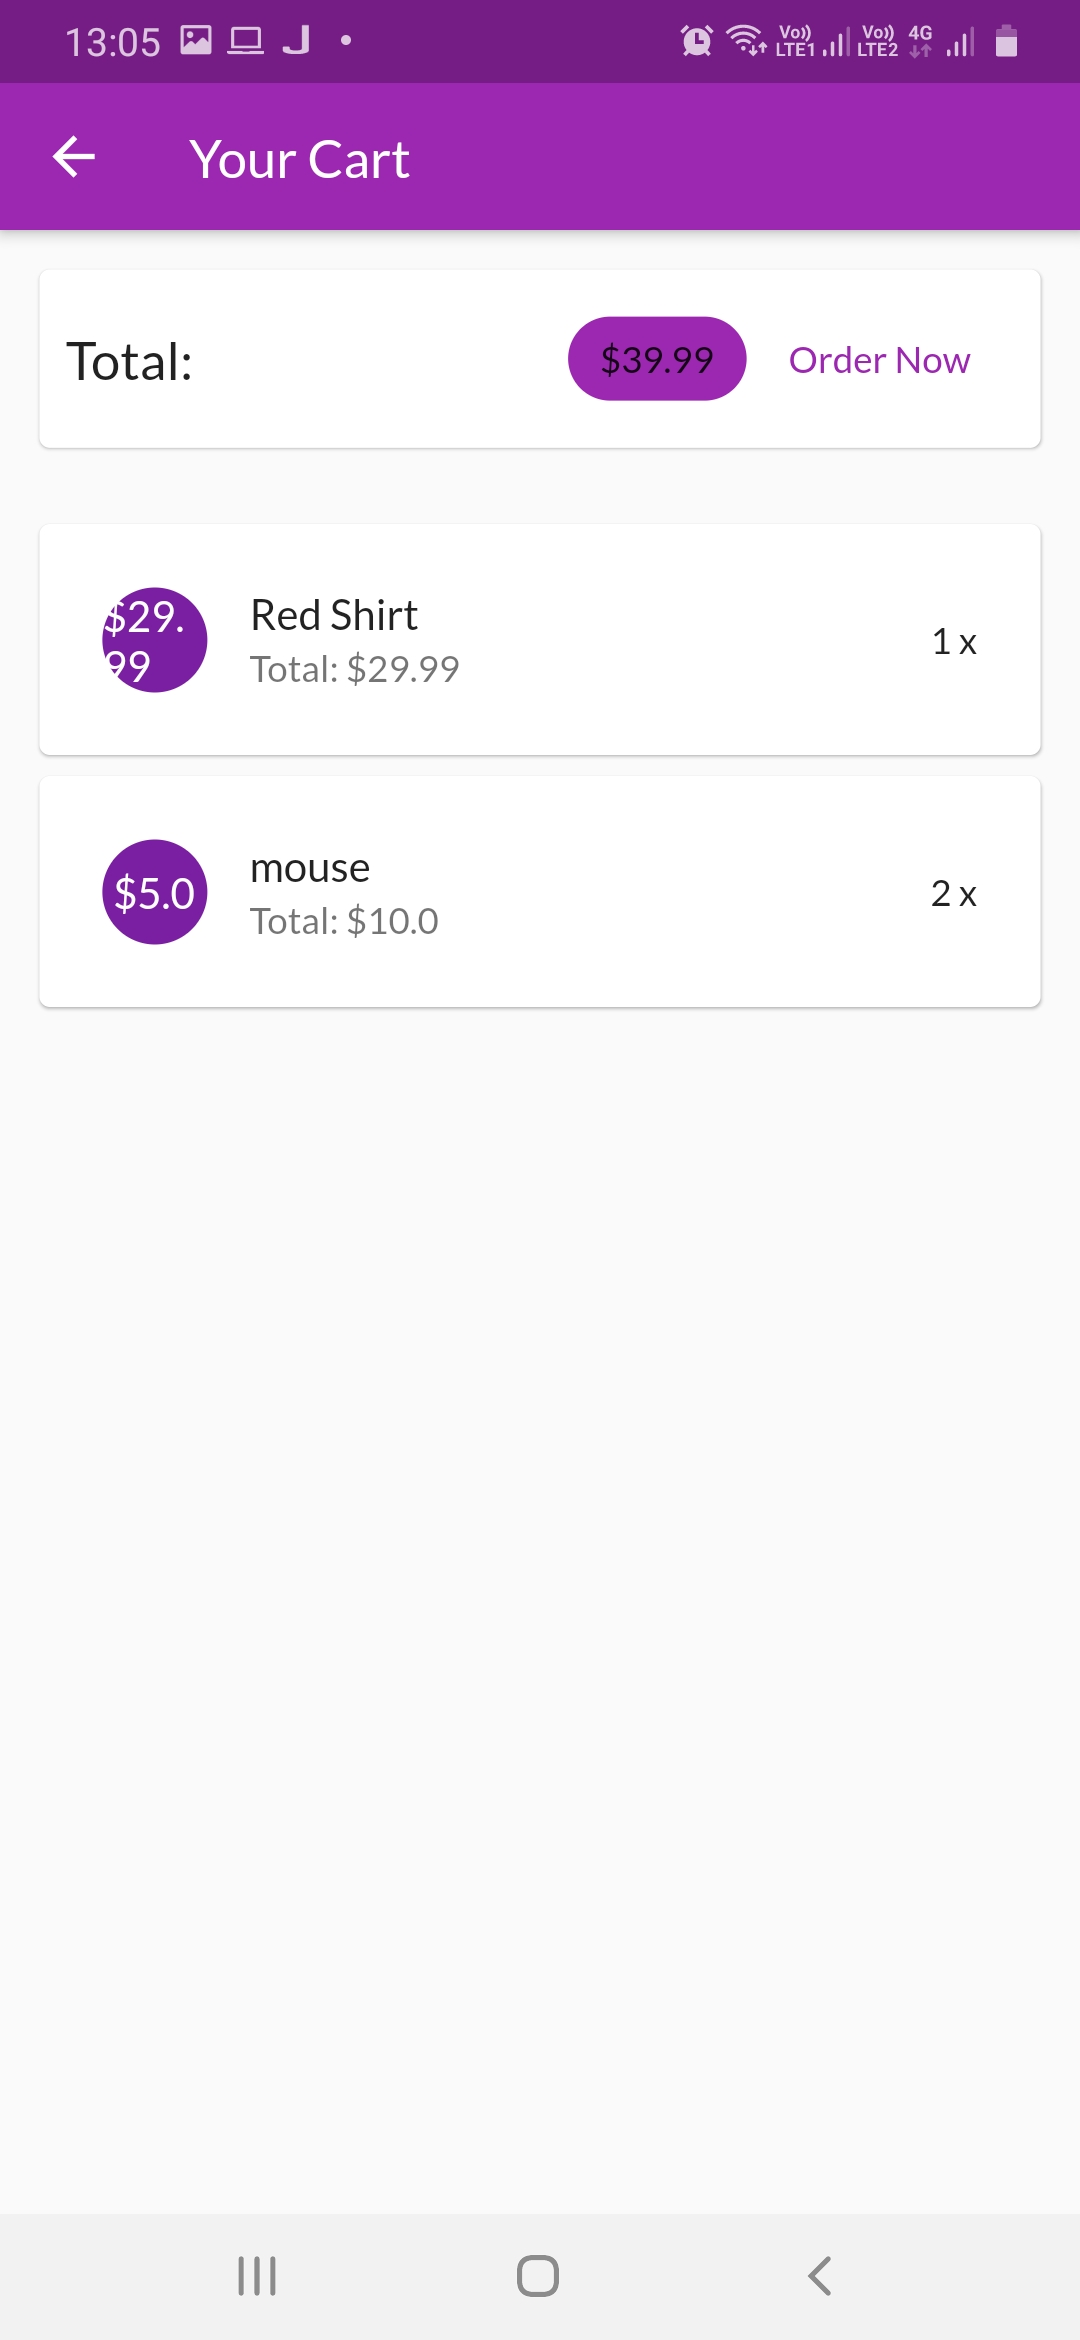 13:05 Vo)) LTE1 Vo)) LTE2 4G
Your Cart
Total: $39.99 Order Now
$29.
99
Red Shirt
Total: $29.99
1 x
$5.0
mouse
Total: $10.0
2 x